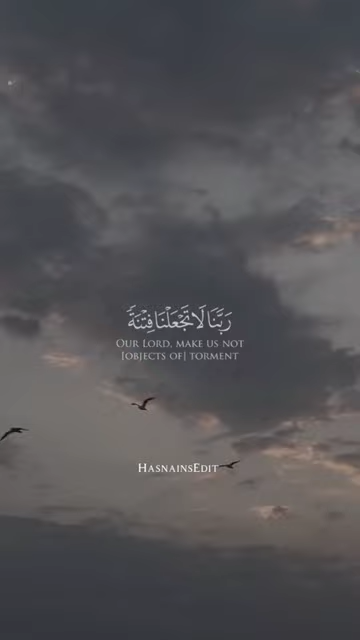 رَبَّنَا لَا تَجْعَلْنَا فِتْنَةً
Our Lord, make us not
[objects of] torment
HasnainsEdit